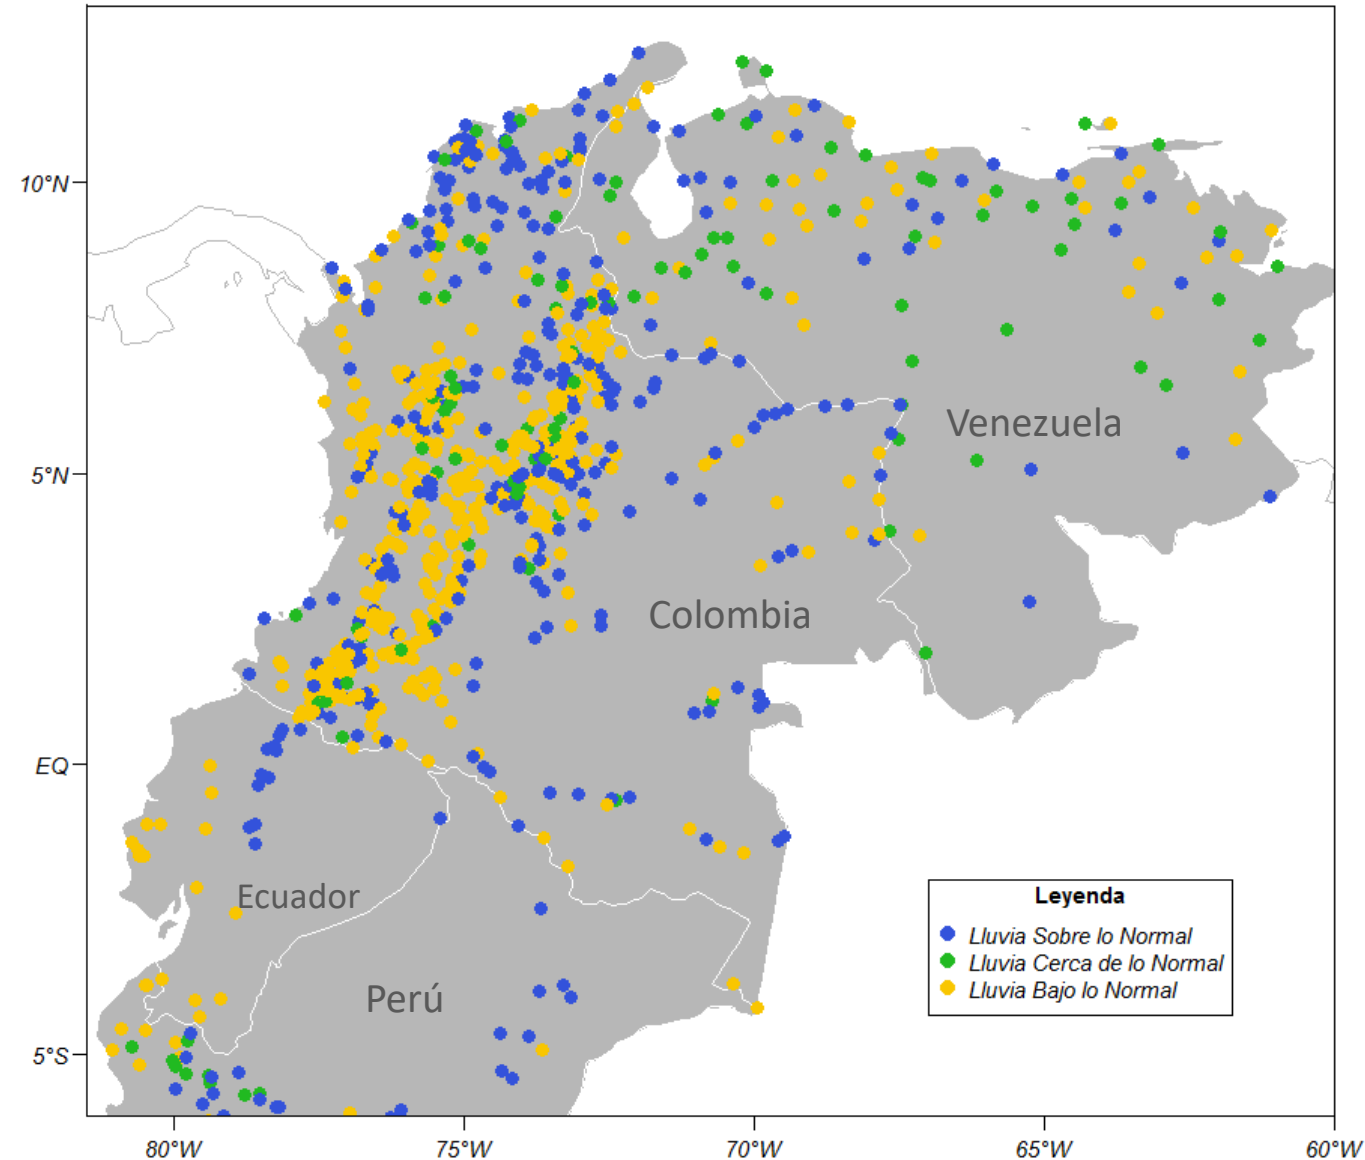 10°N
Venezuela
5°N
Colombia
EQ
Ecuador
Leyenda
Lluvia Sobre lo Normal
Lluvia Cerca de lo Normal
Lluvia Bajo lo Normal
Perú
5°S
80°W 75°W 70°W 65°W 60°W